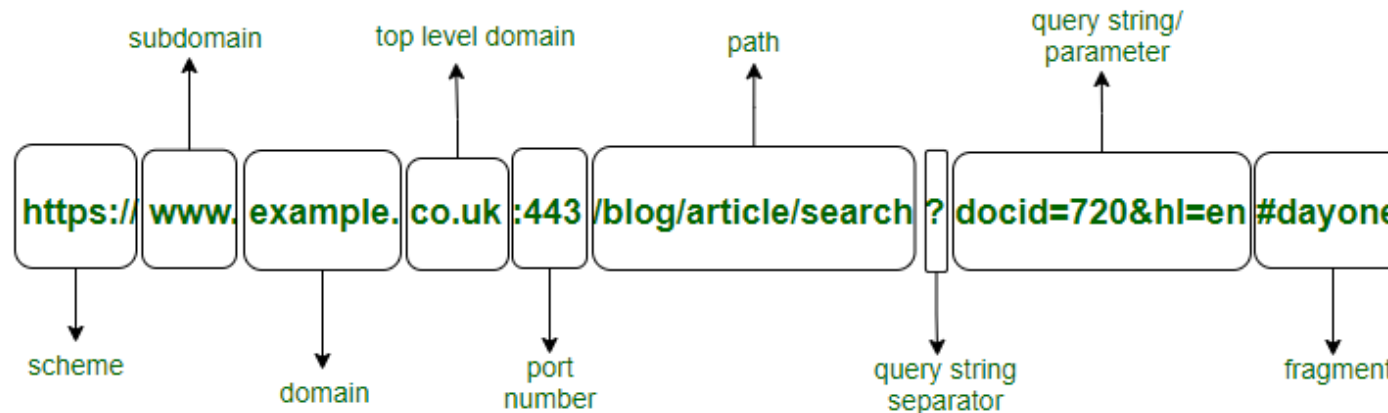 subdomain
top level domain
path
query string/
parameter
https:// www. example. co.uk :443 /blog/article/search ? docid=720&hl=en #dayone
scheme
domain
port
number
query string
separator
fragment